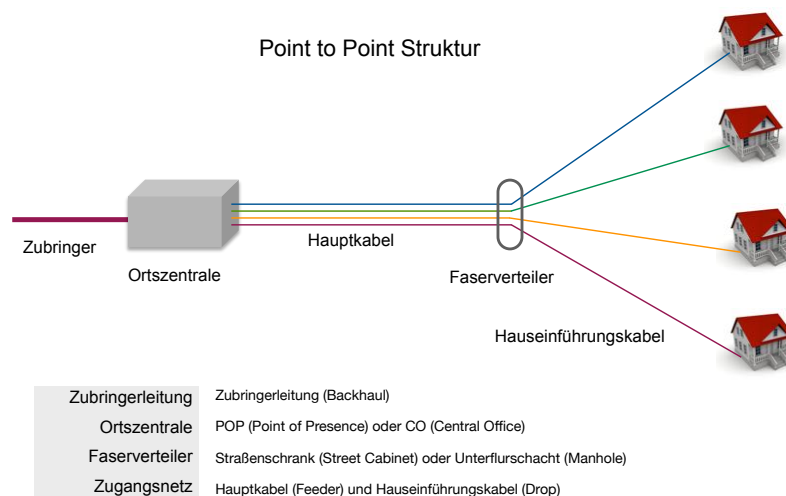 Point to Point Struktur
Zubringer
Ortszentrale
Hauptkabel
Faserverteiler
Hauseinführungskabel
Zubringerleitung Zubringerleitung (Backhaul)
Ortszentrale POP (Point of Presence) oder CO (Central Office)
Faserverteiler Straßenschrank (Street Cabinet) oder Unterflurschacht (Manhole)
Zugangsnetz Hauptkabel (Feeder) und Hauseinführungskabel (Drop)